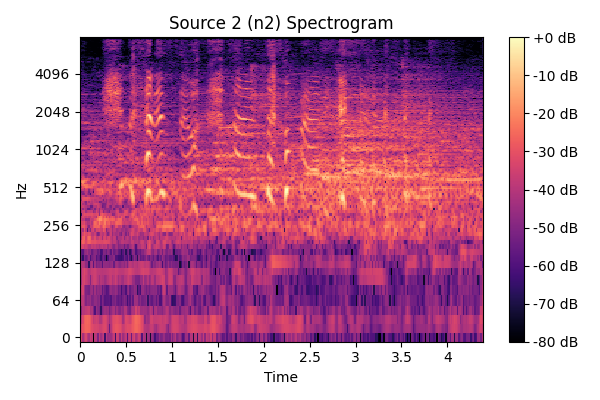 Source 2 (n2) Spectrogram
+0 dB
4096
-10 dB
2048
-20 dB
1024
-30 dB
Hz
512
-40 dB
256
-50 dB
128
-60 dB
64
-70 dB
0
-80 dB
0 0.5 1 1.5 2 2.5 3 3.5 4
Time